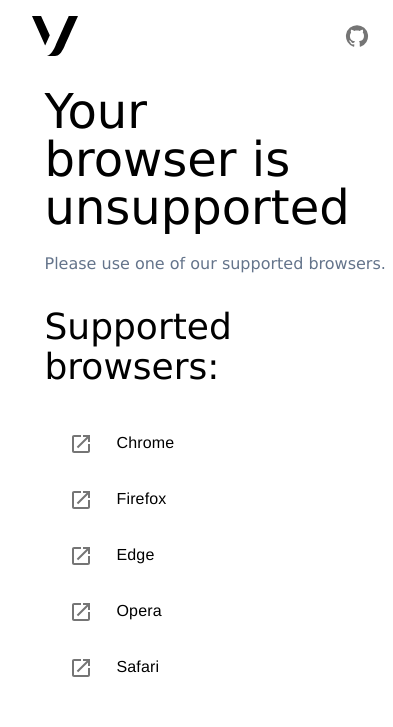 Your
browser is
unsupported
Please use one of our supported browsers.
Supported
browsers:
Chrome
Firefox
Edge
Opera
Safari